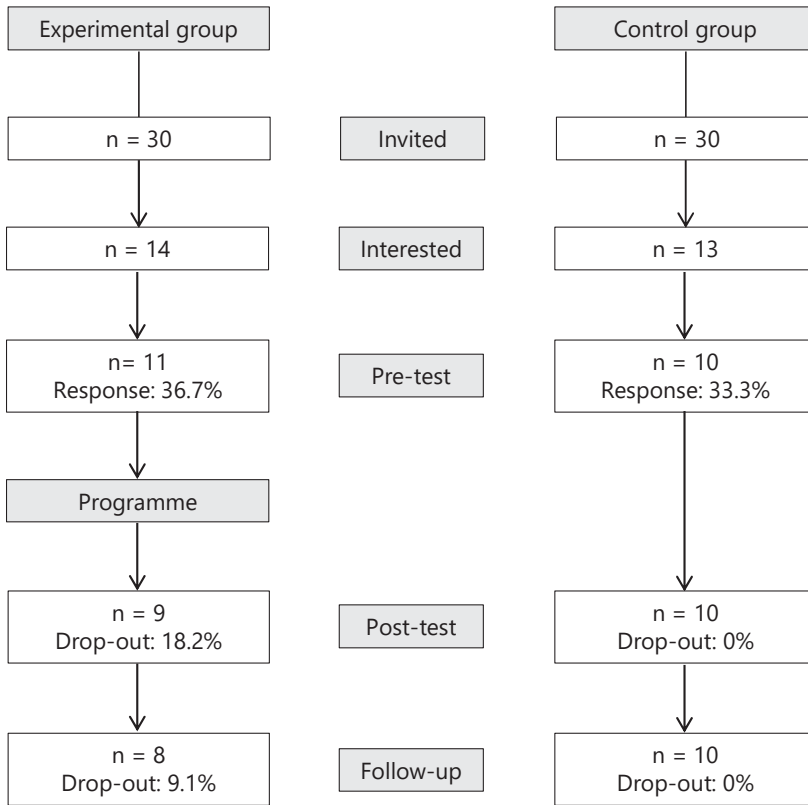 Experimental group
Control group
n = 30
Invited
n = 30
n = 14
Interested
n = 13
n= 11
Response: 36.7%
Pre-test
n = 10
Response: 33.3%
Programme
n = 9
Drop-out: 18.2%
Post-test
n = 10
Drop-out: 0%
n = 8
Drop-out: 9.1%
Follow-up
n = 10
Drop-out: 0%